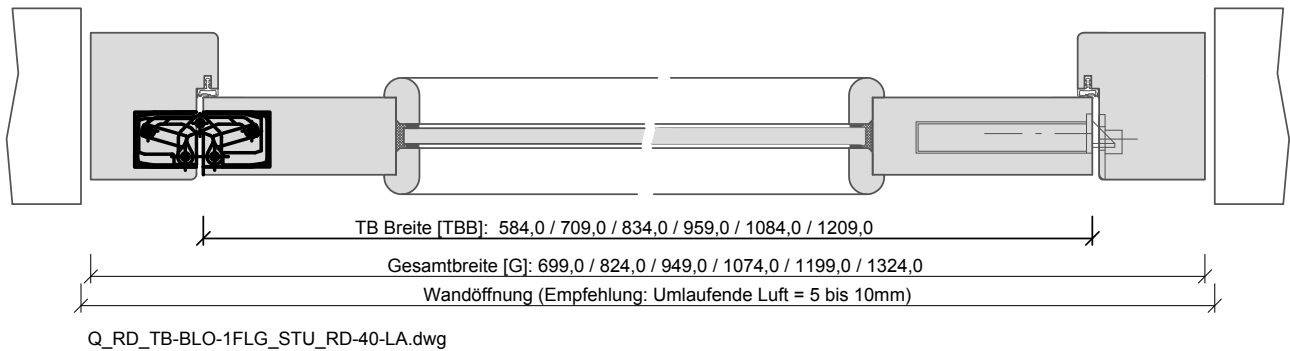 TB Breite [TBB]: 584,0 / 709,0 / 834,0 / 959,0 / 1084,0 / 1209,0
Gesamtbreite [G]: 699,0 / 824,0 / 949,0 / 1074,0 / 1199,0 / 1324,0
Wandöffnung (Empfehlung: Umlaufende Luft = 5 bis 10mm)
Q_RD_TB-BLO-1FLG_STU_RD-40-LA.dwg